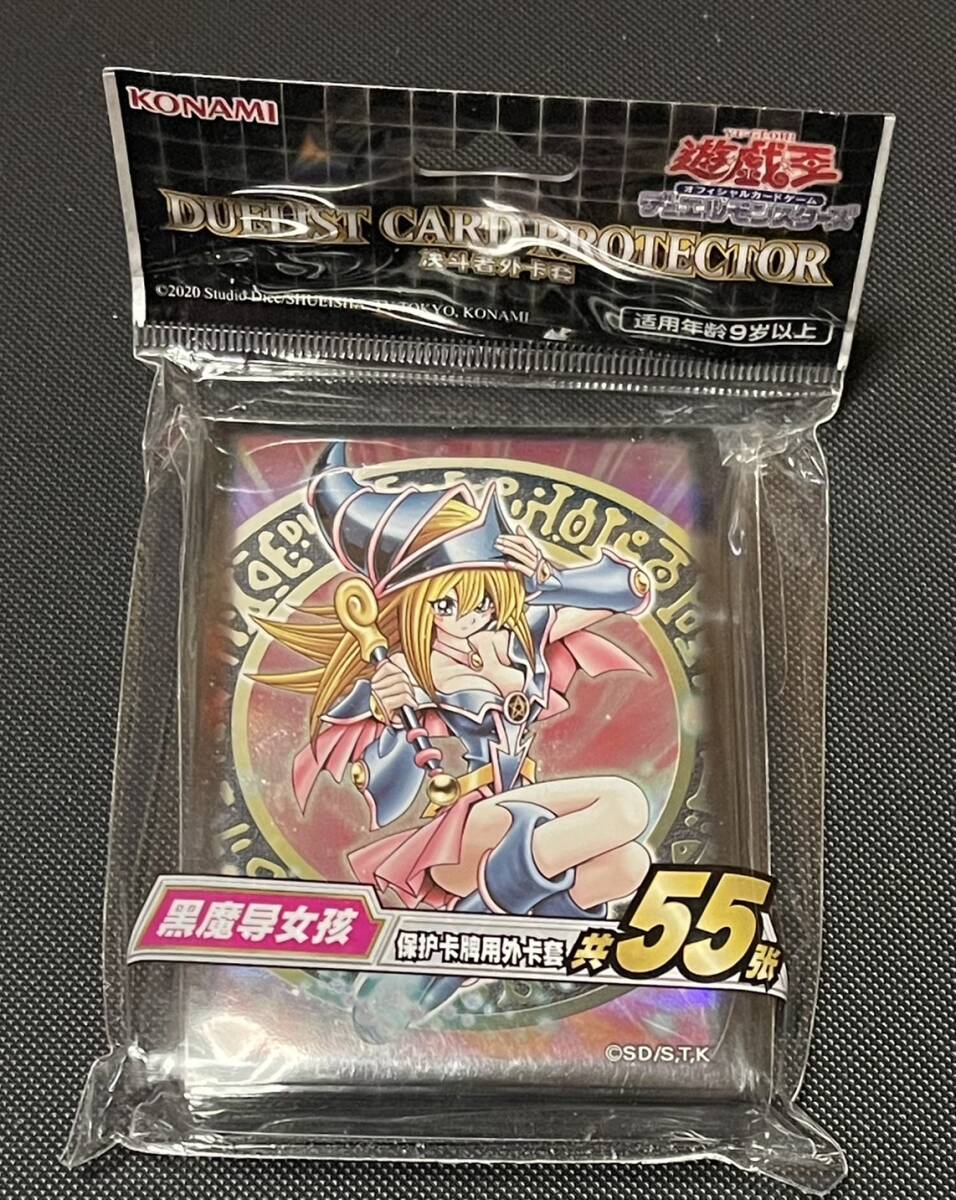 KONAMI
YU-GI-OH!
遊戯王
オフィシャルカードゲーム
デュエルモンスターズ
DUELIST CARD PROTECTOR
决斗者外卡套
©2020 Studio Dice/SHUEISHA, TV TOKYO, KONAMI
适用年龄9岁以上
黑魔导女孩
保护卡牌用外卡套 共55张
©SD/S,T,K